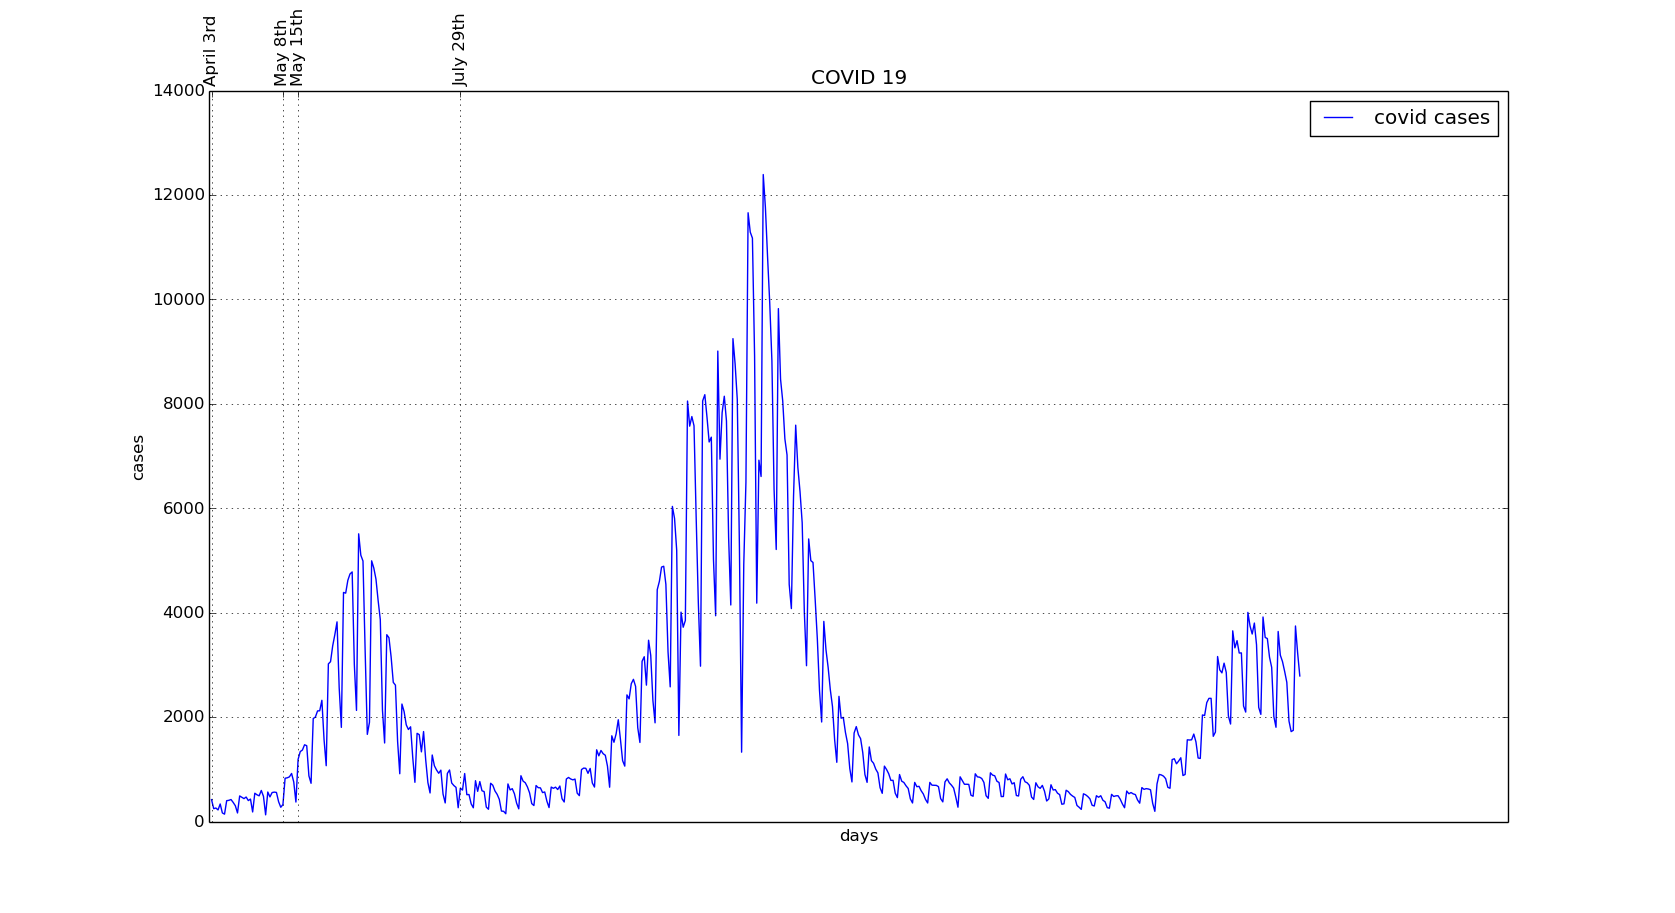 April 3rd
May 8th
May 15th
July 29th
COVID 19
covid cases
14000
12000
10000
8000
6000
4000
2000
0
cases
days